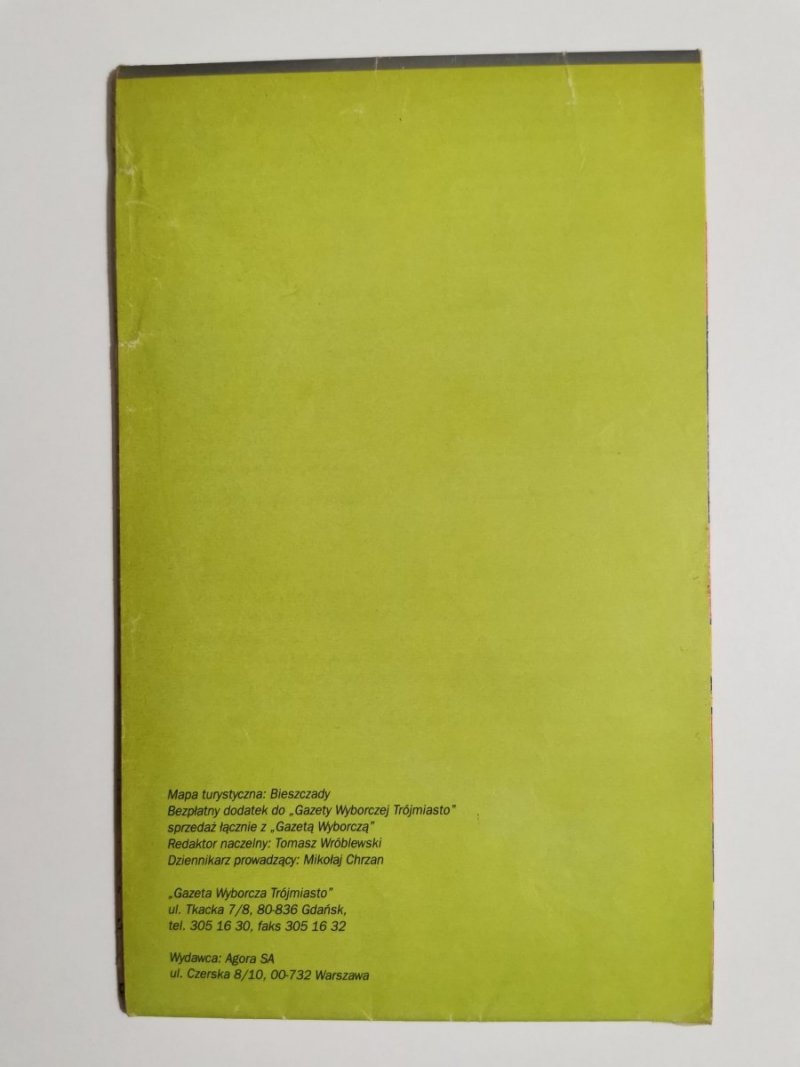 Mapa turystyczna: Bieszczady
Bezpłatny dodatek do „Gazety Wyborczej Trójmiasto”
sprzedaż łącznie z „Gazetą Wyborczą”
Redaktor naczelny: Tomasz Wróblewski
Dziennikarz prowadzący: Mikołaj Chrzan
„Gazeta Wyborcza Trójmiasto”
ul. Tkacka 7/8, 80-836 Gdańsk,
tel. 305 16 30, faks 305 16 32
Wydawca: Agora SA
ul. Czerska 8/10, 00-732 Warszawa